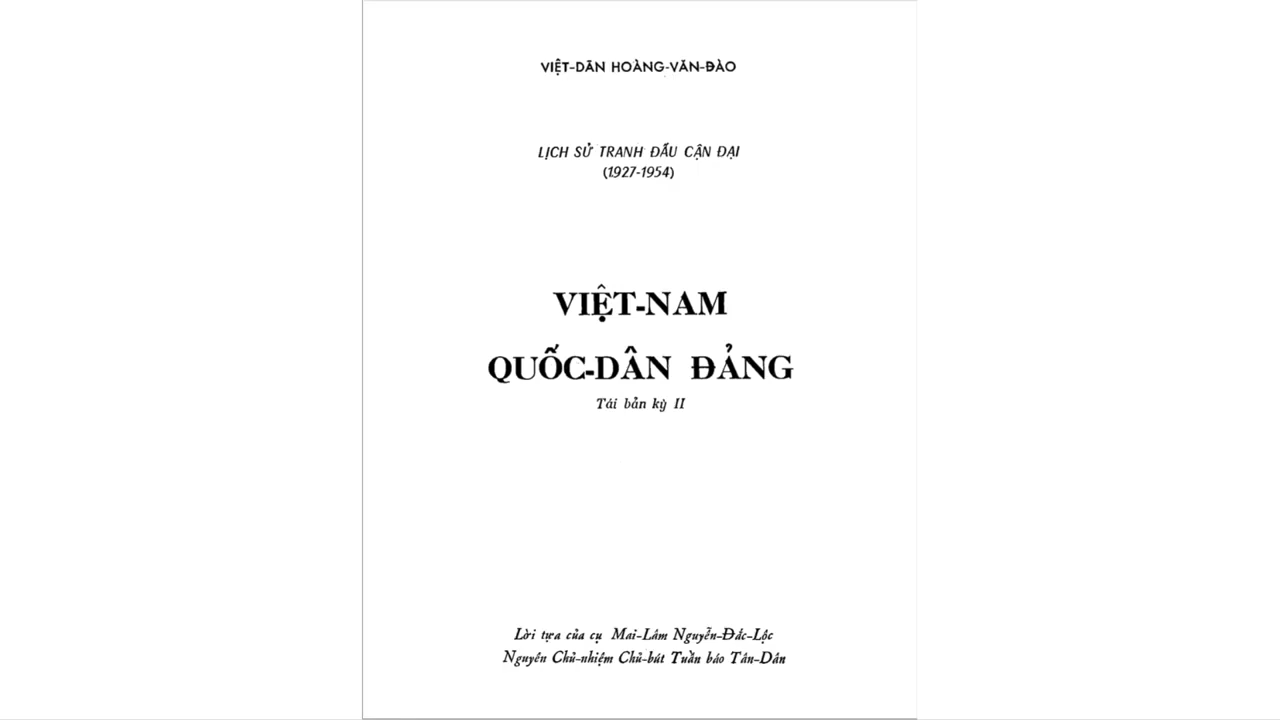 VIỆT-DÂN HOÀNG-VĂN-ĐÀO
LỊCH SỬ TRANH ĐẤU CẬN ĐẠI
(1927-1954)
VIỆT-NAM
QUỐC-DÂN ĐẢNG
Tái bản kỳ II
Lời tựa của cụ Mai-Lâm Nguyễn-Đắc-Lộc
Nguyên Chủ-nhiệm Chủ-bút Tuần báo Tân-Dân